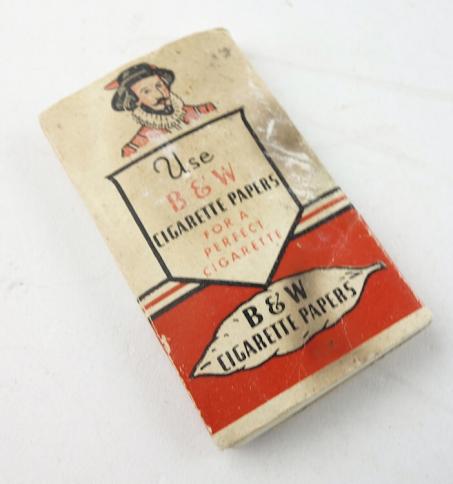 Use
B & W
CIGARETTE PAPERS
FOR A
PERFECT
CIGARETTE
B & W
CIGARETTE PAPERS